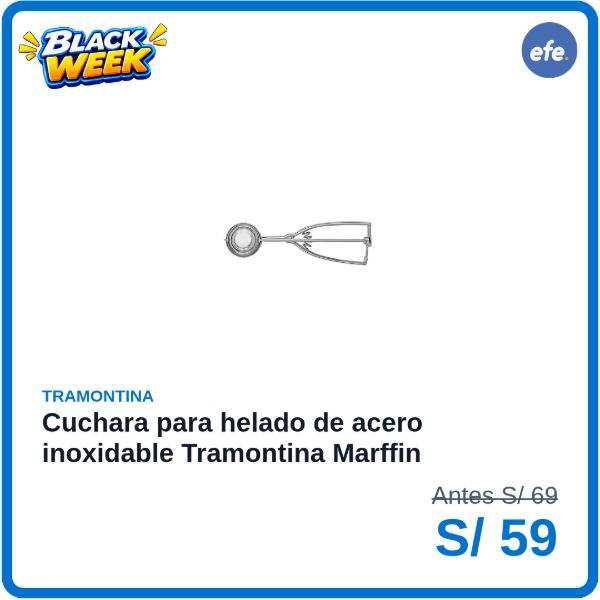 BLACK
WEEK
efe.
TRAMONTINA
Cuchara para helado de acero
inoxidable Tramontina Marffin
Antes S/ 69
S/ 59